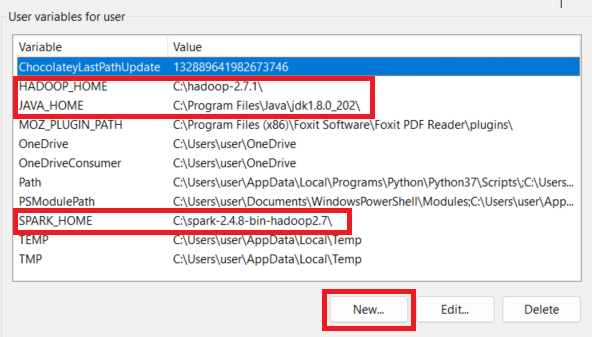 User variables for user
Variable Value
ChocolateyLastPathUpdate 132889641982673746
HADOOP_HOME C:\hadoop-2.7.1\
JAVA_HOME C:\Program Files\Java\jdk1.8.0_202\
MOZ_PLUGIN_PATH C:\Program Files (x86)\Foxit Software\Foxit PDF Reader\plugins\
OneDrive C:\Users\user\OneDrive
OneDriveConsumer C:\Users\user\OneDrive
Path C:\Users\user\AppData\Local\Programs\Python\Python37\Scripts\;C:\Users...
PSModulePath C:\Users\user\Documents\WindowsPowerShell\Modules;C:\Users\user\App...
SPARK_HOME C:\spark-2.4.8-bin-hadoop2.7\
TEMP C:\Users\user\AppData\Local\Temp
TMP C:\Users\user\AppData\Local\Temp
New... Edit... Delete